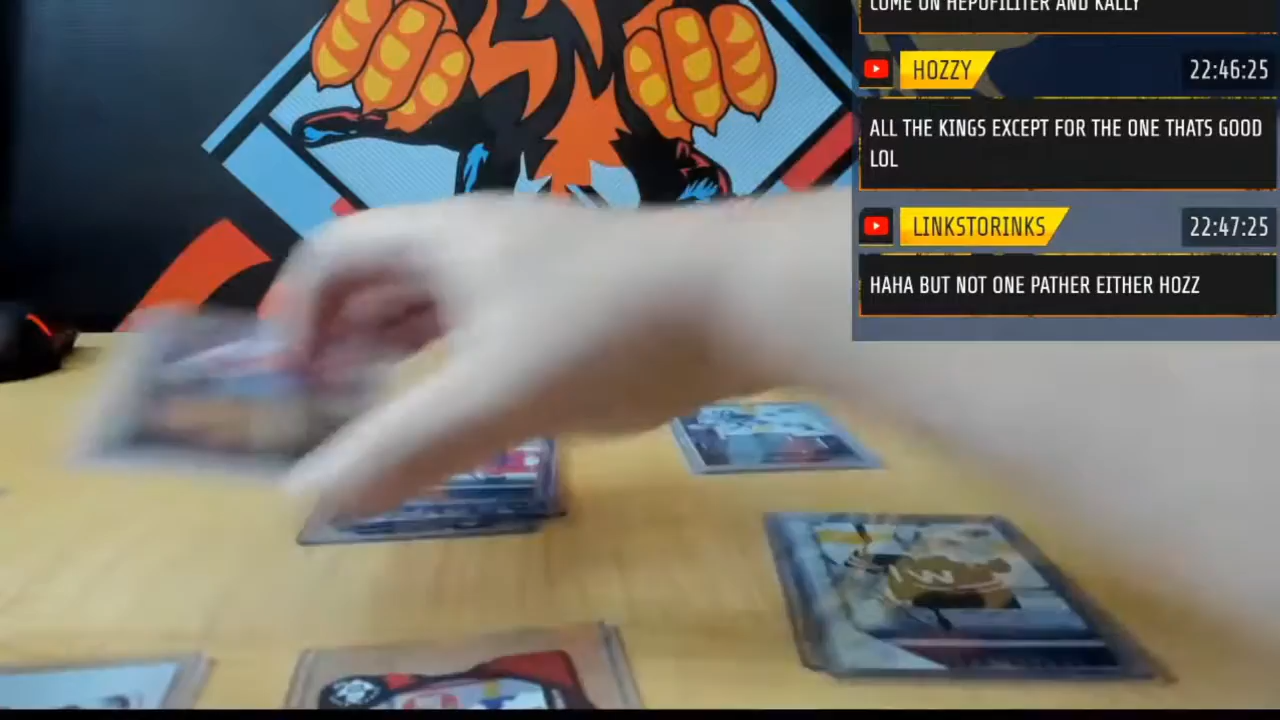 COME ON HEPOFILITER AND KALLY
HOZZY 22:46:25
ALL THE KINGS EXCEPT FOR THE ONE THATS GOOD
LOL
LINKSTORINKS 22:47:25
HAHA BUT NOT ONE PATHER EITHER HOZZ
W